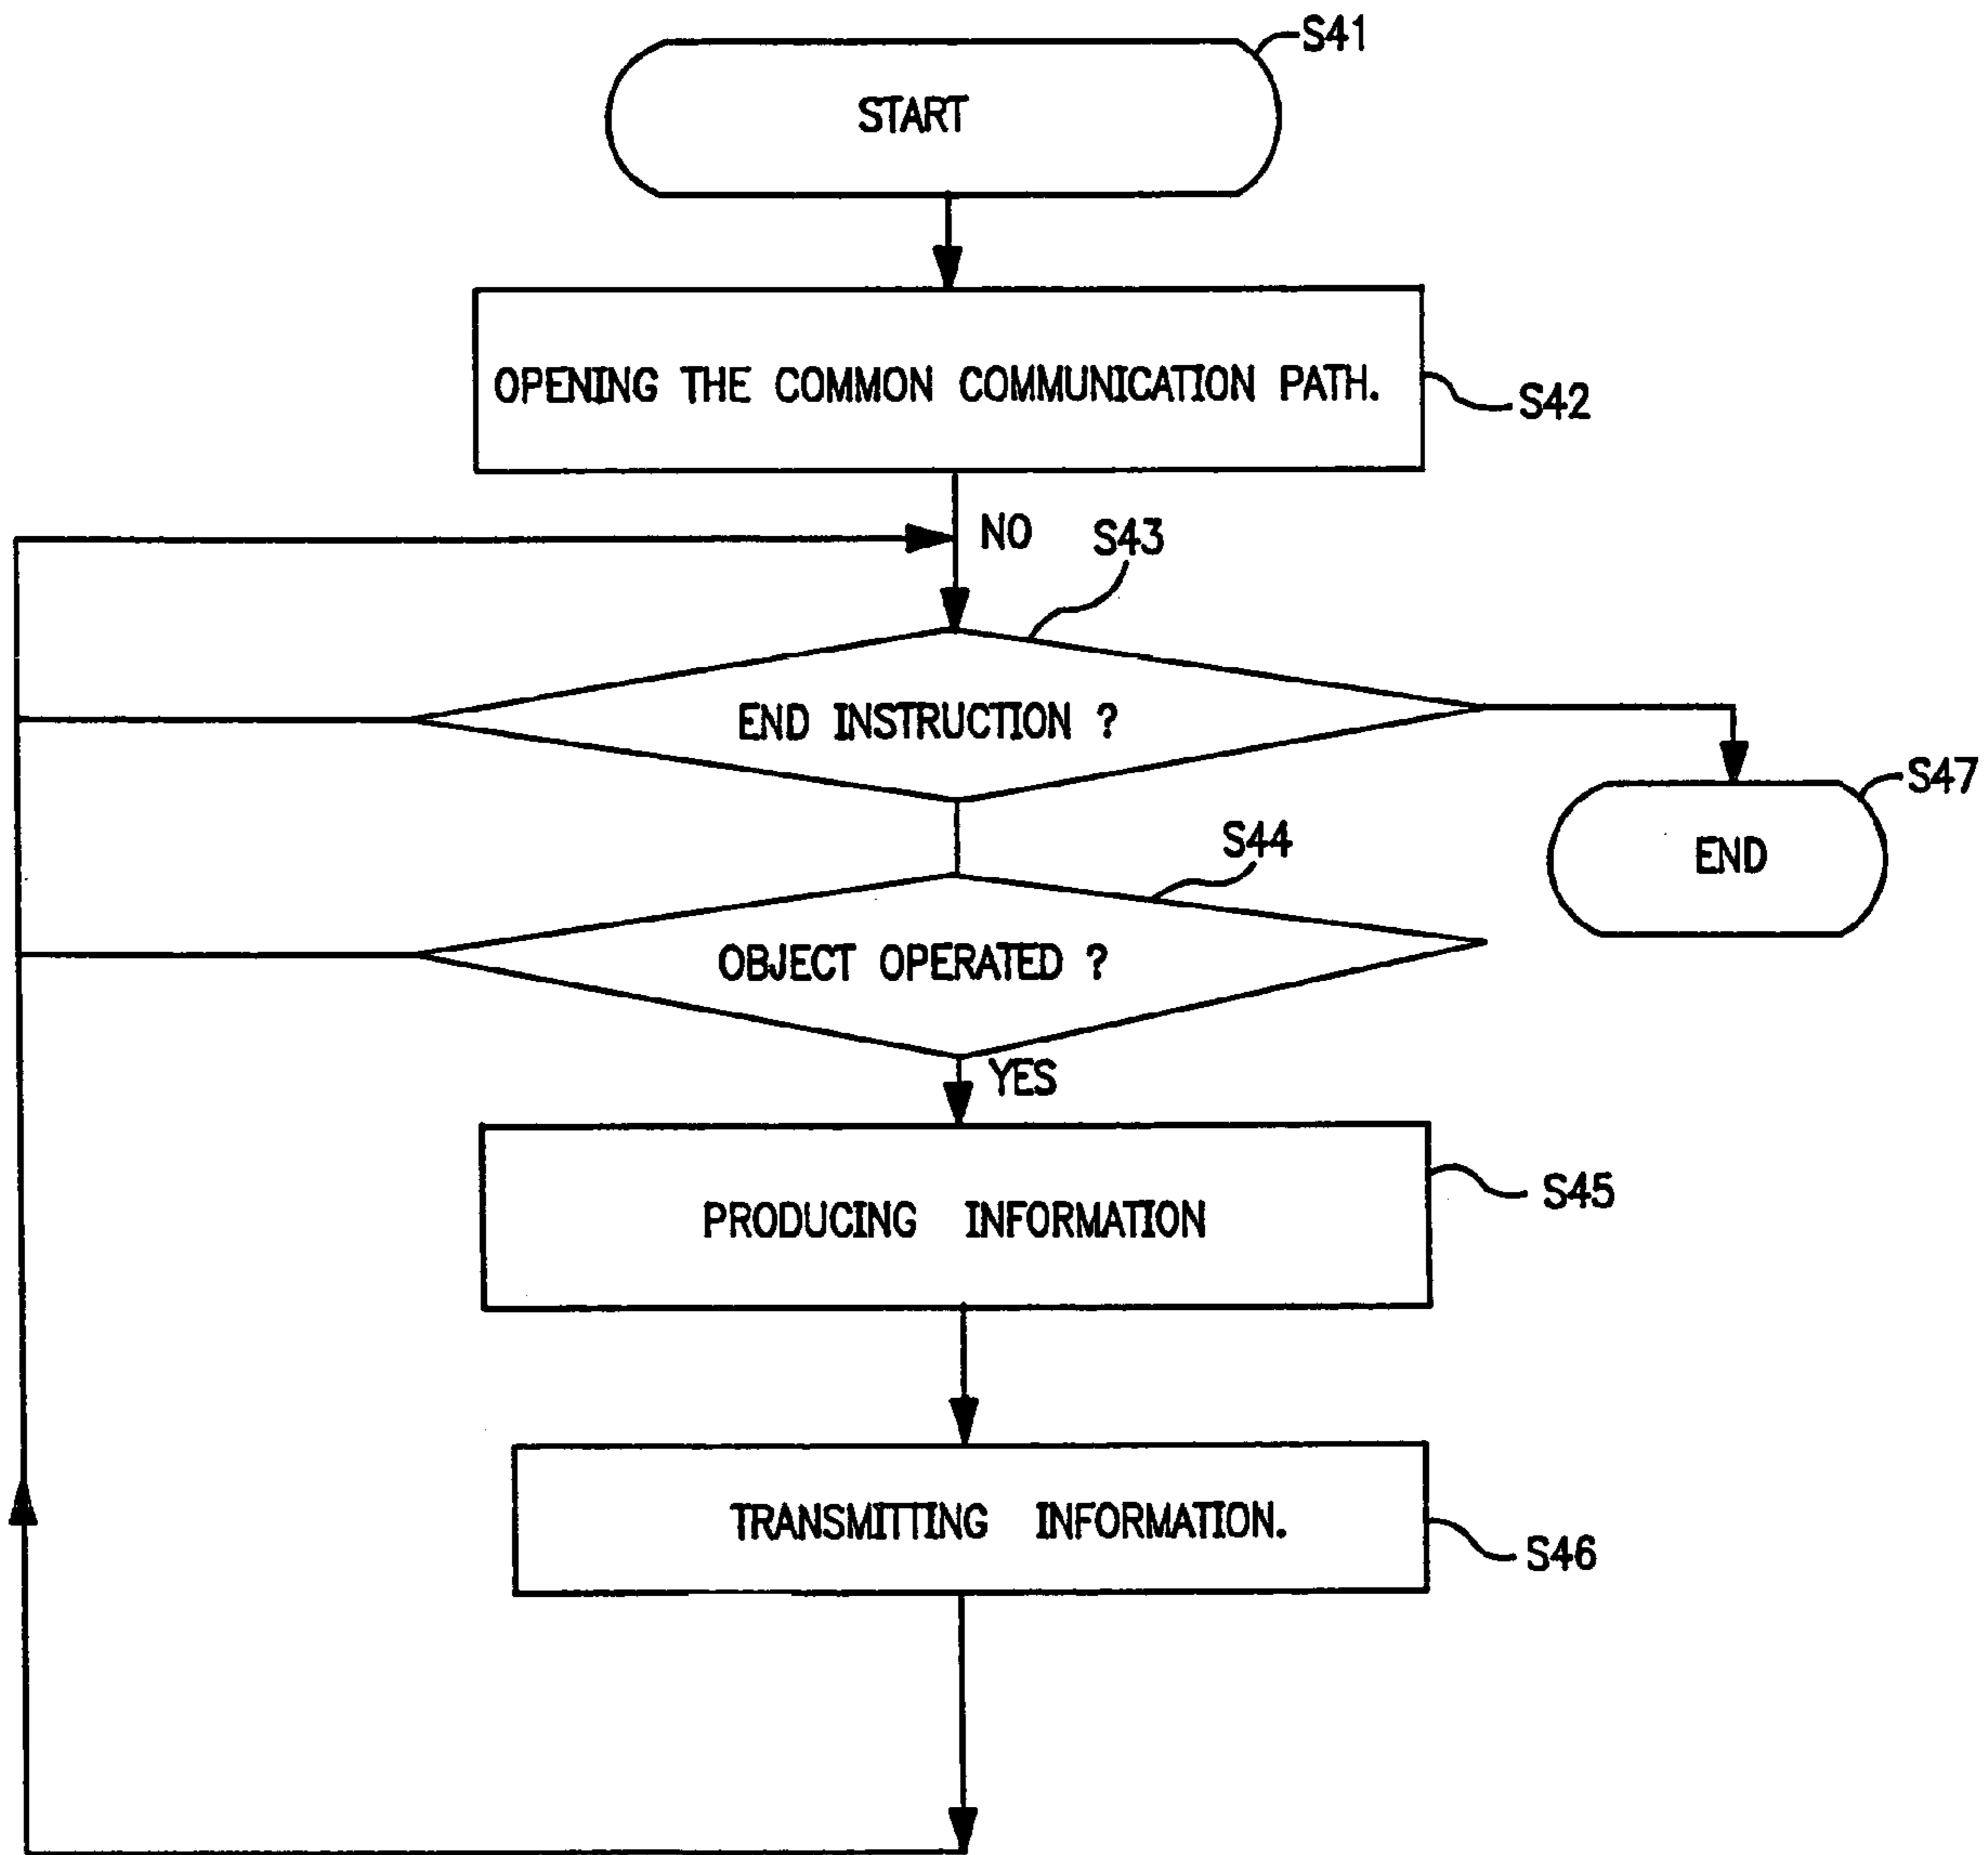 S41
START
OPENING THE COMMON COMMUNICATION PATH.
S42
NO
S43
END INSTRUCTION ?
S47
END
S44
OBJECT OPERATED ?
YES
S45
PRODUCING INFORMATION
TRANSMITTING INFORMATION.
S46